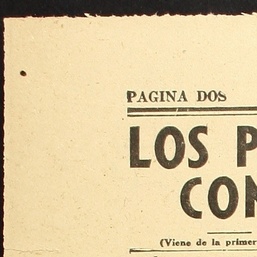 PAGINA DOS
LOS P
CON
(Viene de la primer